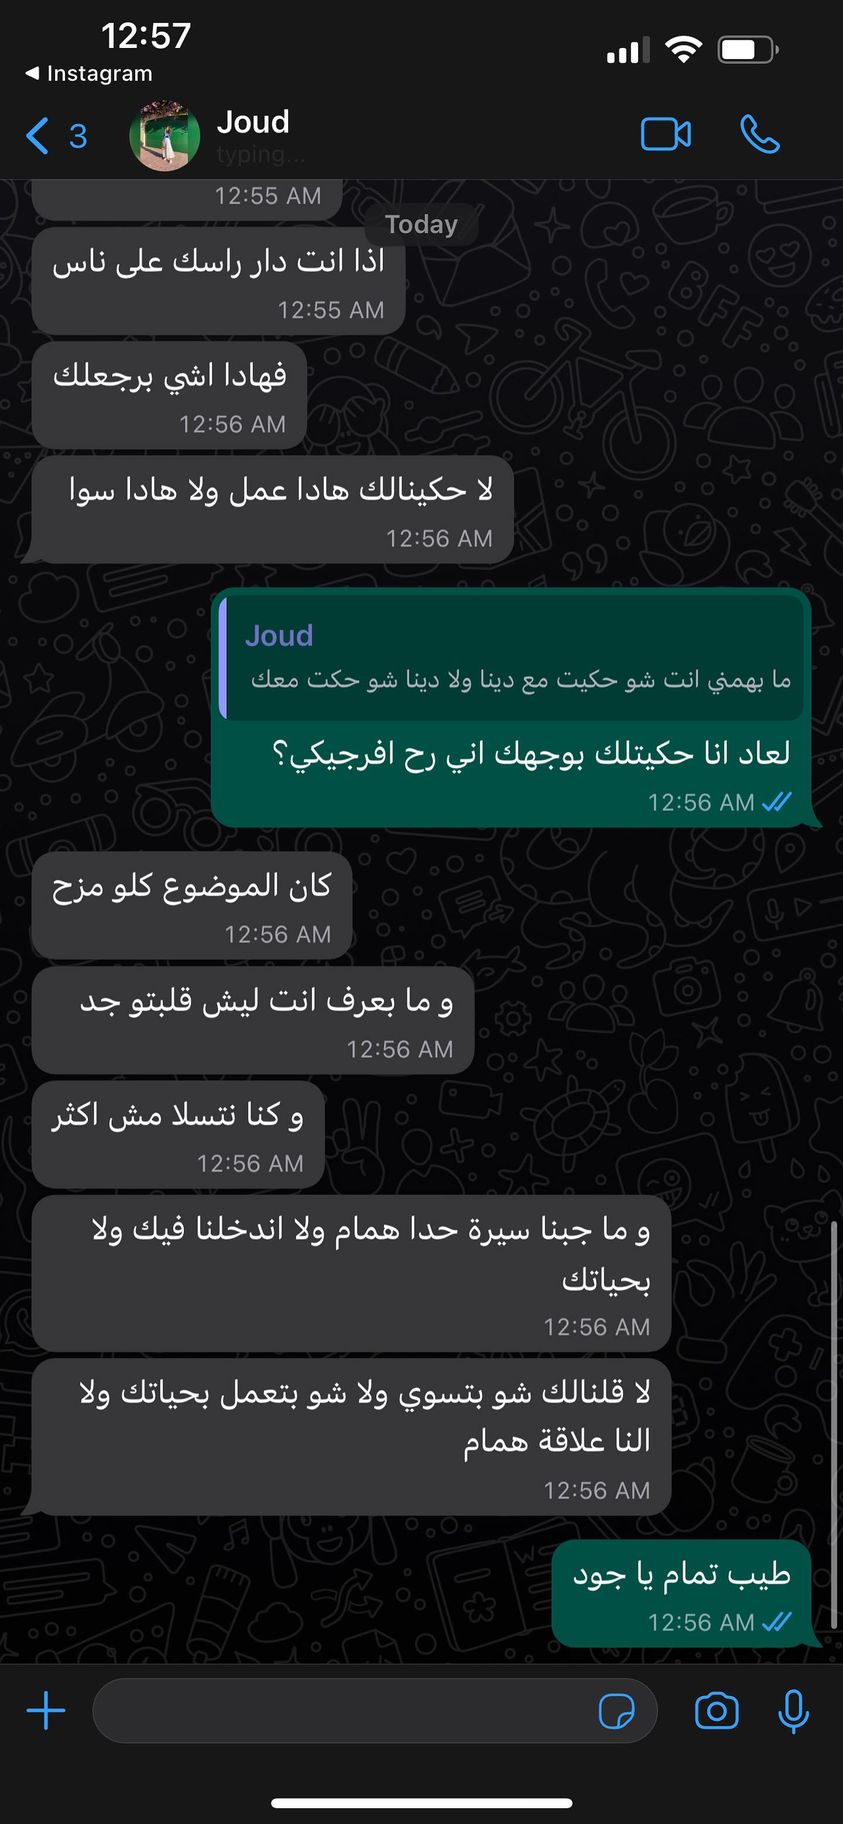 12:57
◀ Instagram
3
Joud
typing...
12:55 AM
Today
اذا انت دار راسك على ناس
12:55 AM
فهادا اشي برجعلك
12:56 AM
لا حكينالك هادا عمل ولا هادا سوا
12:56 AM
Joud
ما بهمني انت شو حكيت مع دينا ولا دينا شو حكت معك
لعاد انا حكيتلك بوجهك اني رح افرجيكي؟
12:56 AM
كان الموضوع كلو مزح
12:56 AM
و ما بعرف انت ليش قلبتو جد
12:56 AM
و كنا نتسلا مش اكثر
12:56 AM
و ما جبنا سيرة حدا همام ولا اندخلنا فيك ولا
بحياتك
12:56 AM
لا قلنالك شو بتسوي ولا شو بتعمل بحياتك ولا
النا علاقة همام
12:56 AM
طيب تمام يا جود
12:56 AM